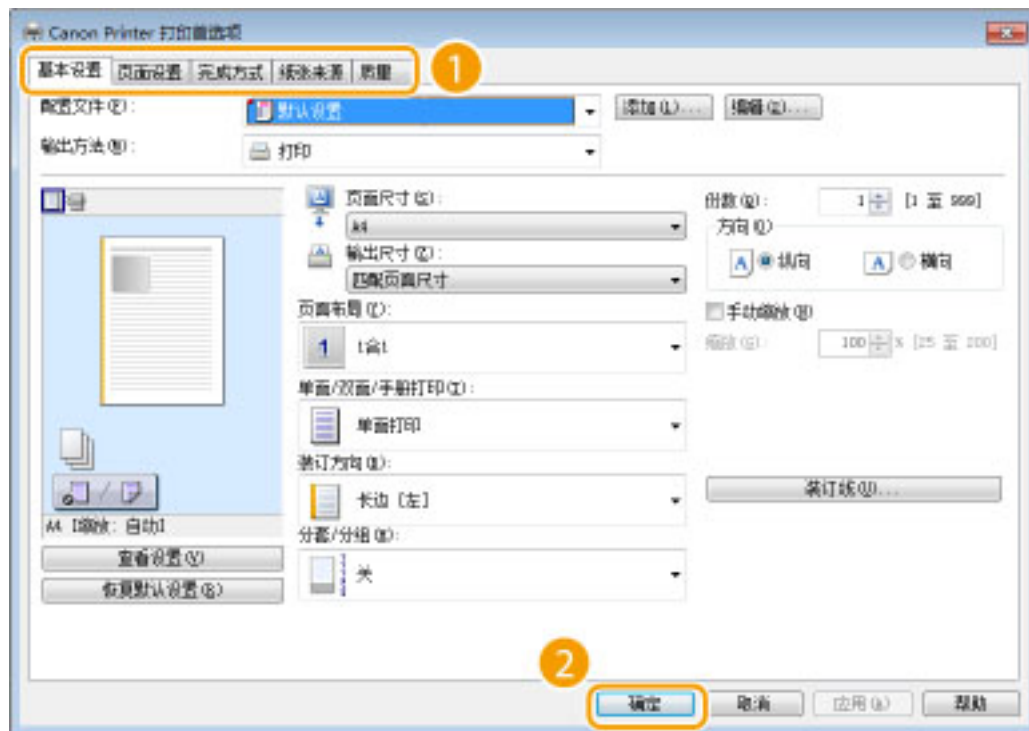 Canon Printer 打印首选项
1
基本设置 页面设置 完成方式 纸张来源 质量
配置文件(F): 默认设置 添加(L)... 编辑(Z)...
输出方法(M): 打印
页面尺寸(S):
A4
输出尺寸(Z):
匹配页面尺寸
页面布局(Y):
1 1合1
单面/双面/手册打印(T):
单面打印
装订方向(B):
长边 [左]
分套/分组(K):
关
份数(Q): 1 [1 至 999]
方向(O)
A 纵向 A 横向
手动缩放(H)
缩放(G): 100 % [25 至 200]
装订线(U)...
A4 [缩放: 自动]
查看设置(V)
恢复默认设置(R)
2
确定 取消 应用(A) 帮助